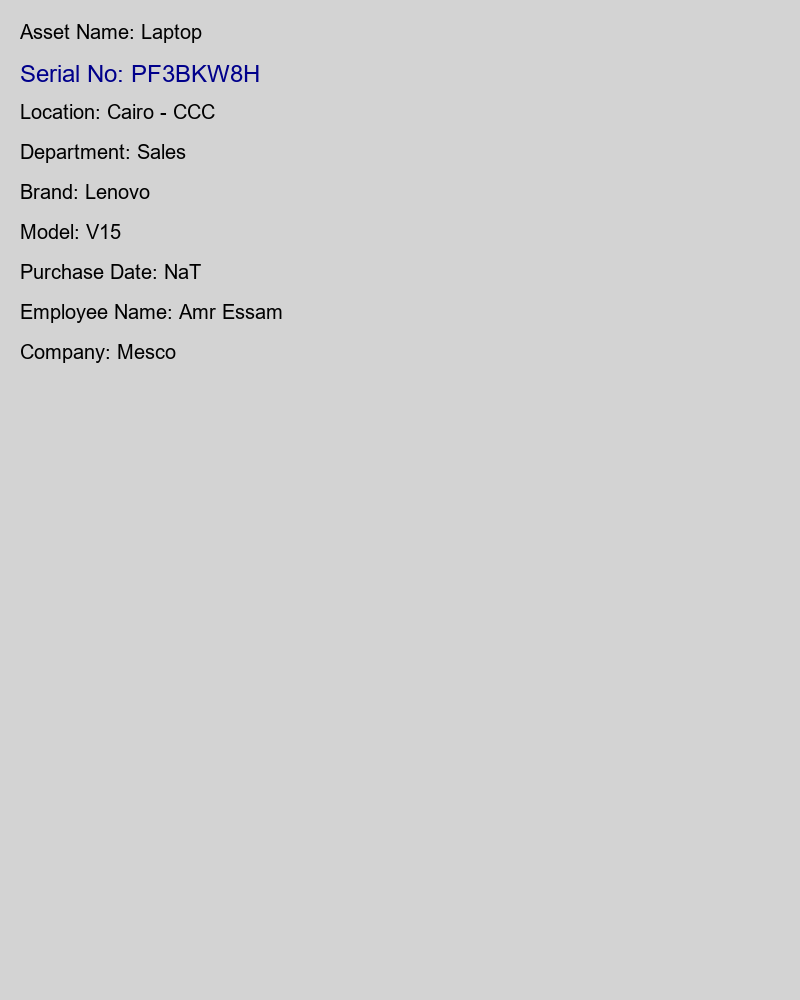 Asset Name: Laptop
Serial No: PF3BKW8H
Location: Cairo - CCC
Department: Sales
Brand: Lenovo
Model: V15
Purchase Date: NaT
Employee Name: Amr Essam
Company: Mesco